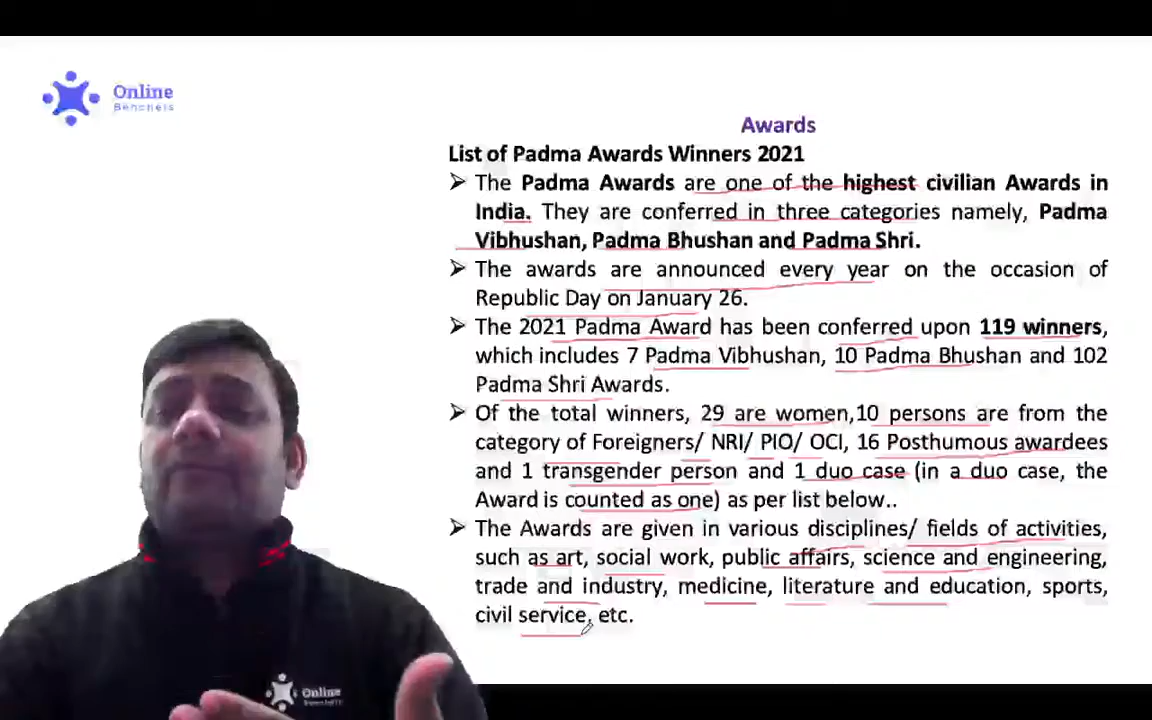 Online
Benchers
Awards
List of Padma Awards Winners 2021
➢ The Padma Awards are one of the highest civilian Awards in
India. They are conferred in three categories namely, Padma
Vibhushan, Padma Bhushan and Padma Shri.
➢ The awards are announced every year on the occasion of
Republic Day on January 26.
➢ The 2021 Padma Award has been conferred upon 119 winners,
which includes 7 Padma Vibhushan, 10 Padma Bhushan and 102
Padma Shri Awards.
➢ Of the total winners, 29 are women,10 persons are from the
category of Foreigners/ NRI/ PIO/ OCI, 16 Posthumous awardees
and 1 transgender person and 1 duo case (in a duo case, the
Award is counted as one) as per list below..
➢ The Awards are given in various disciplines/ fields of activities,
such as art, social work, public affairs, science and engineering,
trade and industry, medicine, literature and education, sports,
civil service, etc.
Online
Benchers